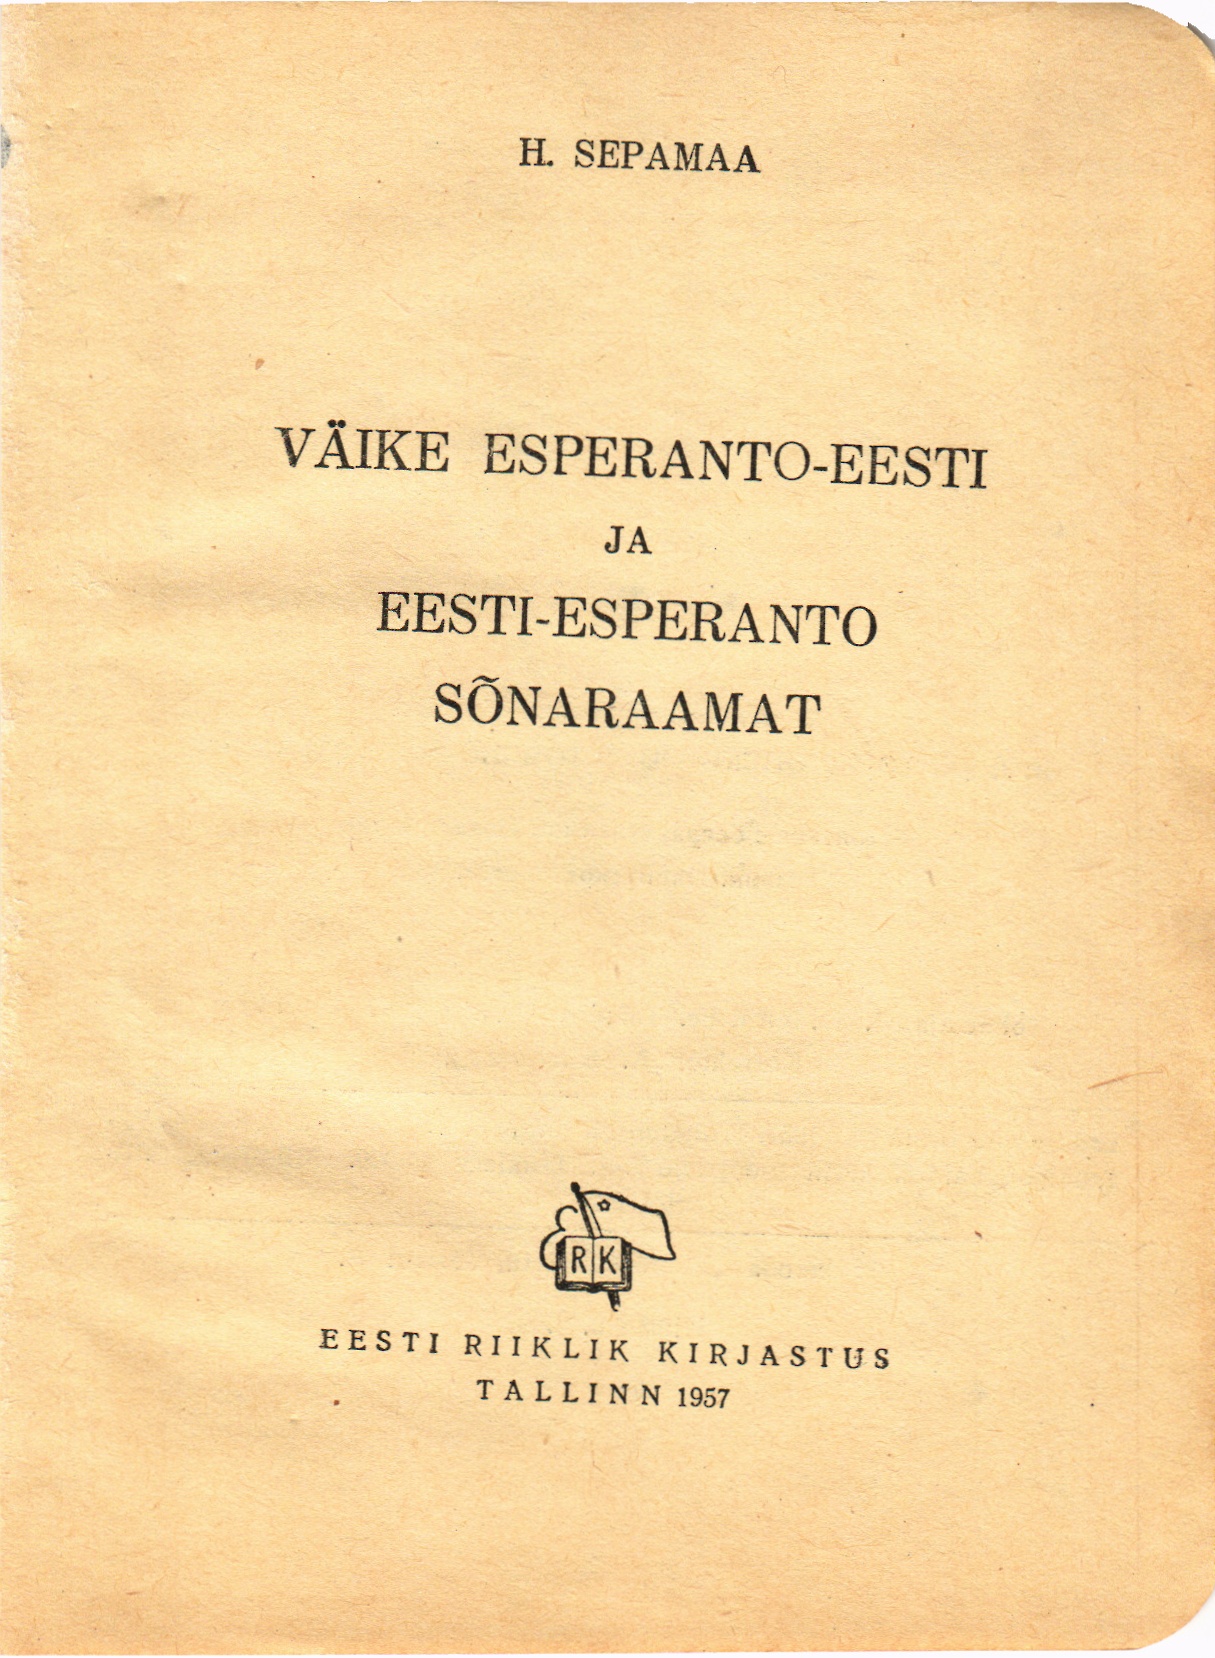 H. SEPAMAA
VÄIKE ESPERANTO-EESTI
JA
EESTI-ESPERANTO
SÕNARAAMAT
RK
EESTI RIIKLIK KIRJASTUS
TALLINN 1957